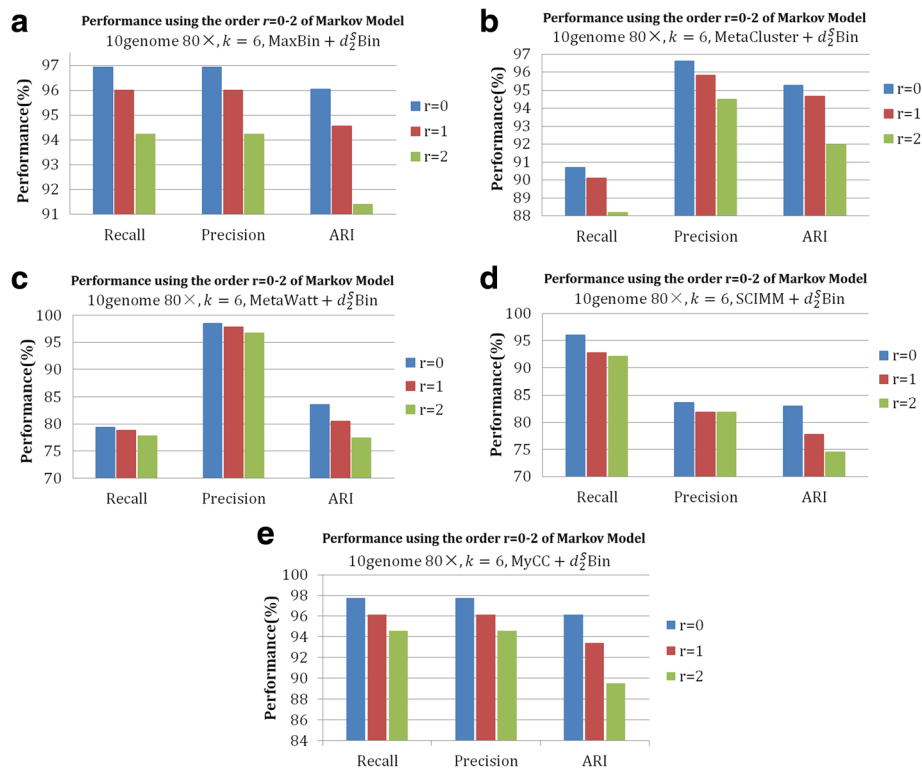 a
Performance using the order r=0-2 of Markov Model
10genome 80×, k = 6, MaxBin + d₂ˢBin
Performance(%)
97
96
95
94
93
92
91
Recall
Precision
ARI
r=0
r=1
r=2
b
Performance using the order r=0-2 of Markov Model
10genome 80×, k = 6, MetaCluster + d₂ˢBin
Performance(%)
97
96
95
94
93
92
91
90
89
88
Recall
Precision
ARI
r=0
r=1
r=2
c
Performance using the order r=0-2 of Markov Model
10genome 80×, k = 6, MetaWatt + d₂ˢBin
Performance(%)
100
95
90
85
80
75
70
Recall
Precision
ARI
r=0
r=1
r=2
d
Performance using the order r=0-2 of Markov Model
10genome 80×, k = 6, SCIMM + d₂ˢBin
Performance(%)
100
95
90
85
80
75
70
Recall
Precision
ARI
r=0
r=1
r=2
e
Performance using the order r=0-2 of Markov Model
10genome 80×, k = 6, MyCC + d₂ˢBin
Performance(%)
100
98
96
94
92
90
88
86
84
Recall
Precision
ARI
r=0
r=1
r=2